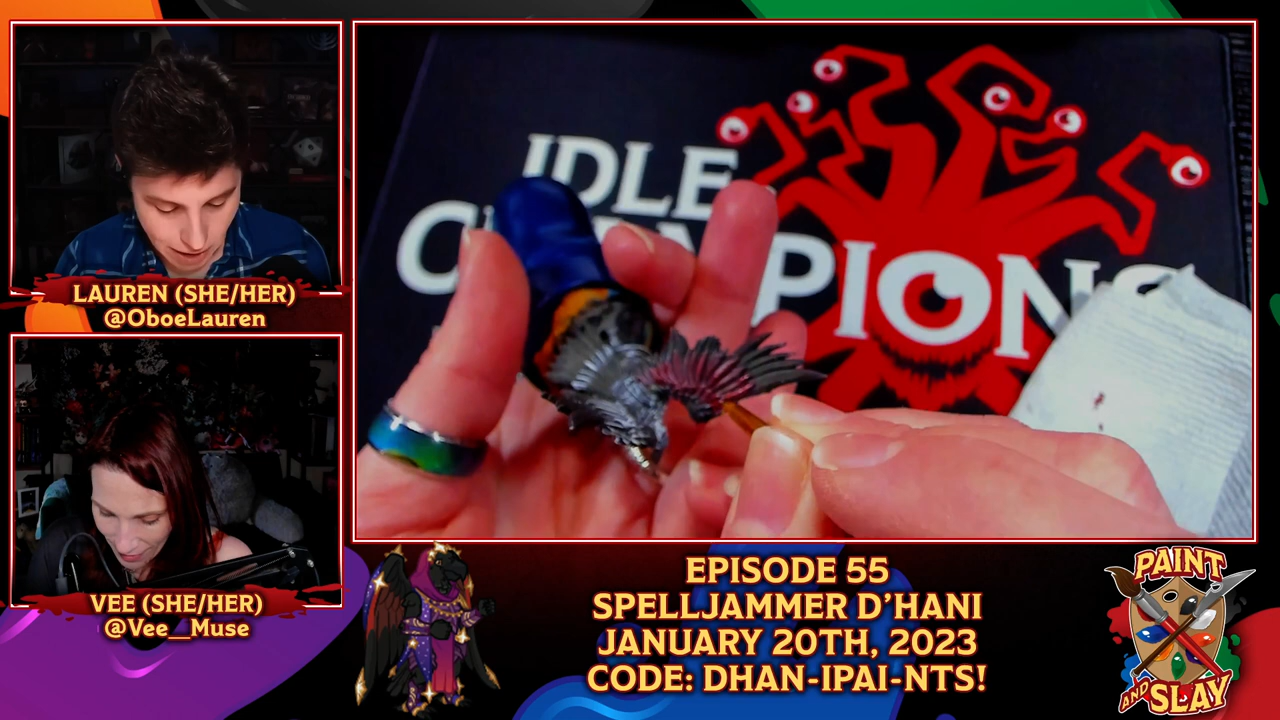 IDLE
CHAMPIONS
LAUREN (SHE/HER)
@OboeLauren
VEE (SHE/HER)
@Vee__Muse
EPISODE 55
SPELLJAMMER D'HANI
JANUARY 20TH, 2023
CODE: DHAN-IPAI-NTS!
PAINT
AND SLAY